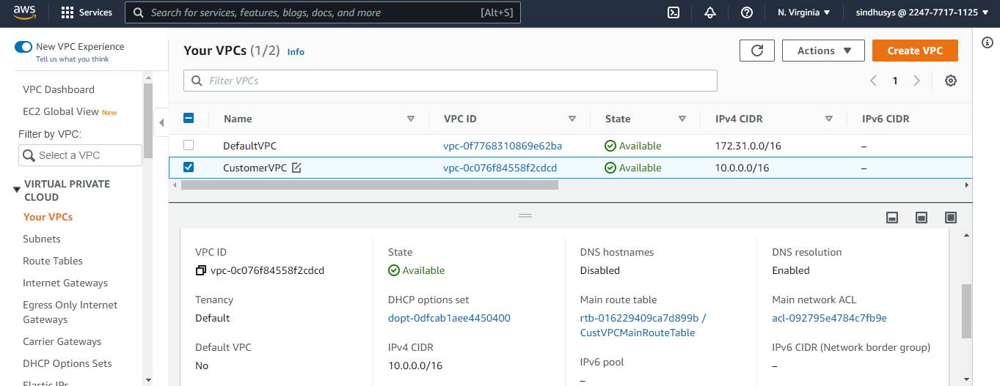 aws Services Search for services, features, blogs, docs, and more [Alt+S] N. Virginia sindhusys @ 2247-7717-1125
New VPC Experience
Tell us what you think
VPC Dashboard
EC2 Global View New
Filter by VPC:
Select a VPC
VIRTUAL PRIVATE
CLOUD
Your VPCs
Subnets
Route Tables
Internet Gateways
Egress Only Internet
Gateways
Carrier Gateways
DHCP Options Sets
Elastic IPs
Your VPCs (1/2) Info
Actions
Create VPC
Filter VPCs
1
Name VPC ID State IPv4 CIDR IPv6 CIDR
DefaultVPC vpc-0f7768310869e62ba Available 172.31.0.0/16 –
CustomerVPC vpc-0c076f84558f2cdcd Available 10.0.0.0/16 –
VPC ID
vpc-0c076f84558f2cdcd
State
Available
DNS hostnames
Disabled
DNS resolution
Enabled
Tenancy
Default
DHCP options set
dopt-0dfcab1aee4450400
Main route table
rtb-016229409ca7d899b /
CustVPCMainRouteTable
Main network ACL
acl-092795e4784c7fb9e
Default VPC
No
IPv4 CIDR
10.0.0.0/16
IPv6 pool
–
IPv6 CIDR (Network border group)
–